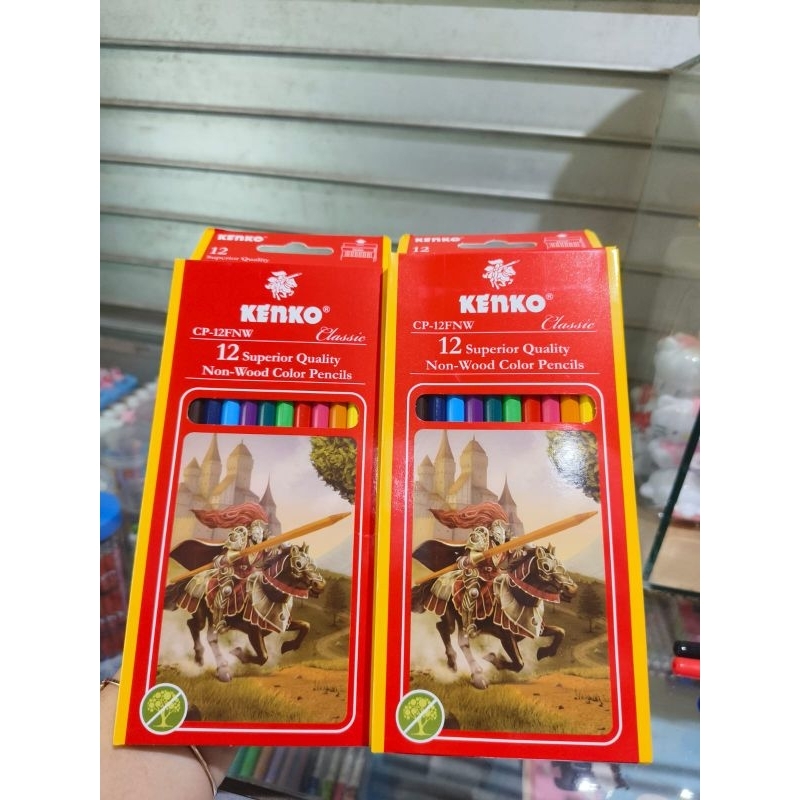 KENKO
12
Superior Quality
KENKO®
CP-12FNW
Classic
12 Superior Quality
Non-Wood Color Pencils
KENKO
12
KENKO®
CP-12FNW
Classic
12 Superior Quality
Non-Wood Color Pencils